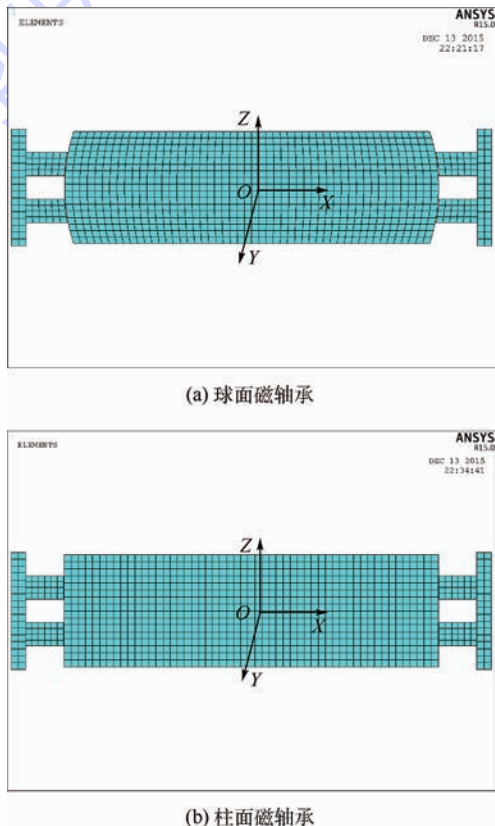 ELEMENTS
ANSYS
R15.0
DEC 13 2015
22:21:17
Z
O
X
Y
(a) 球面磁轴承
ELEMENTS
ANSYS
R15.0
DEC 13 2015
22:34:41
Z
O
X
Y
(b) 柱面磁轴承